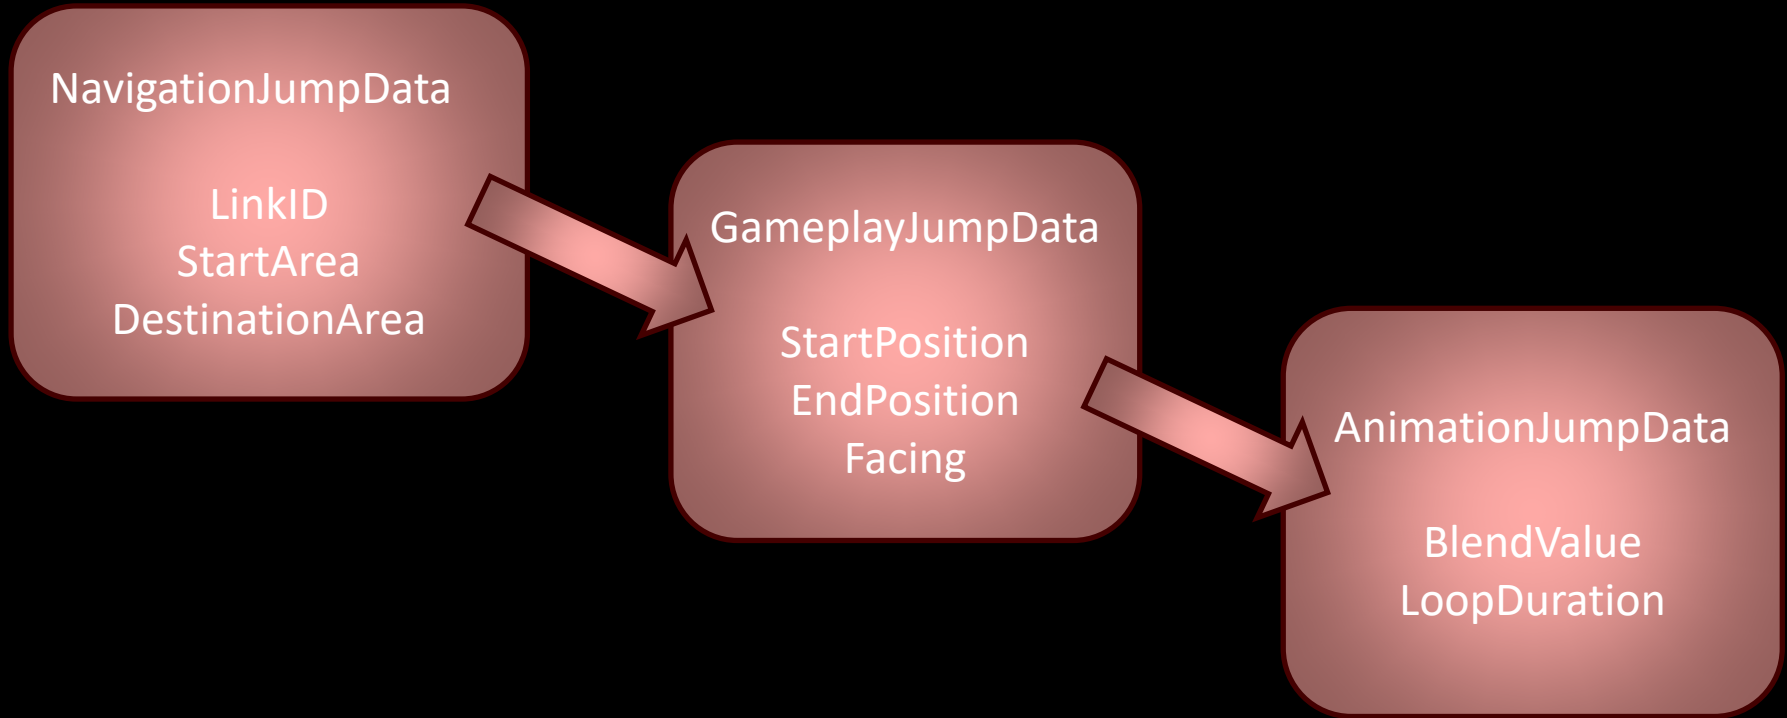 NavigationJumpData
LinkID
StartArea
DestinationArea
GameplayJumpData
StartPosition
EndPosition
Facing
AnimationJumpData
BlendValue
LoopDuration